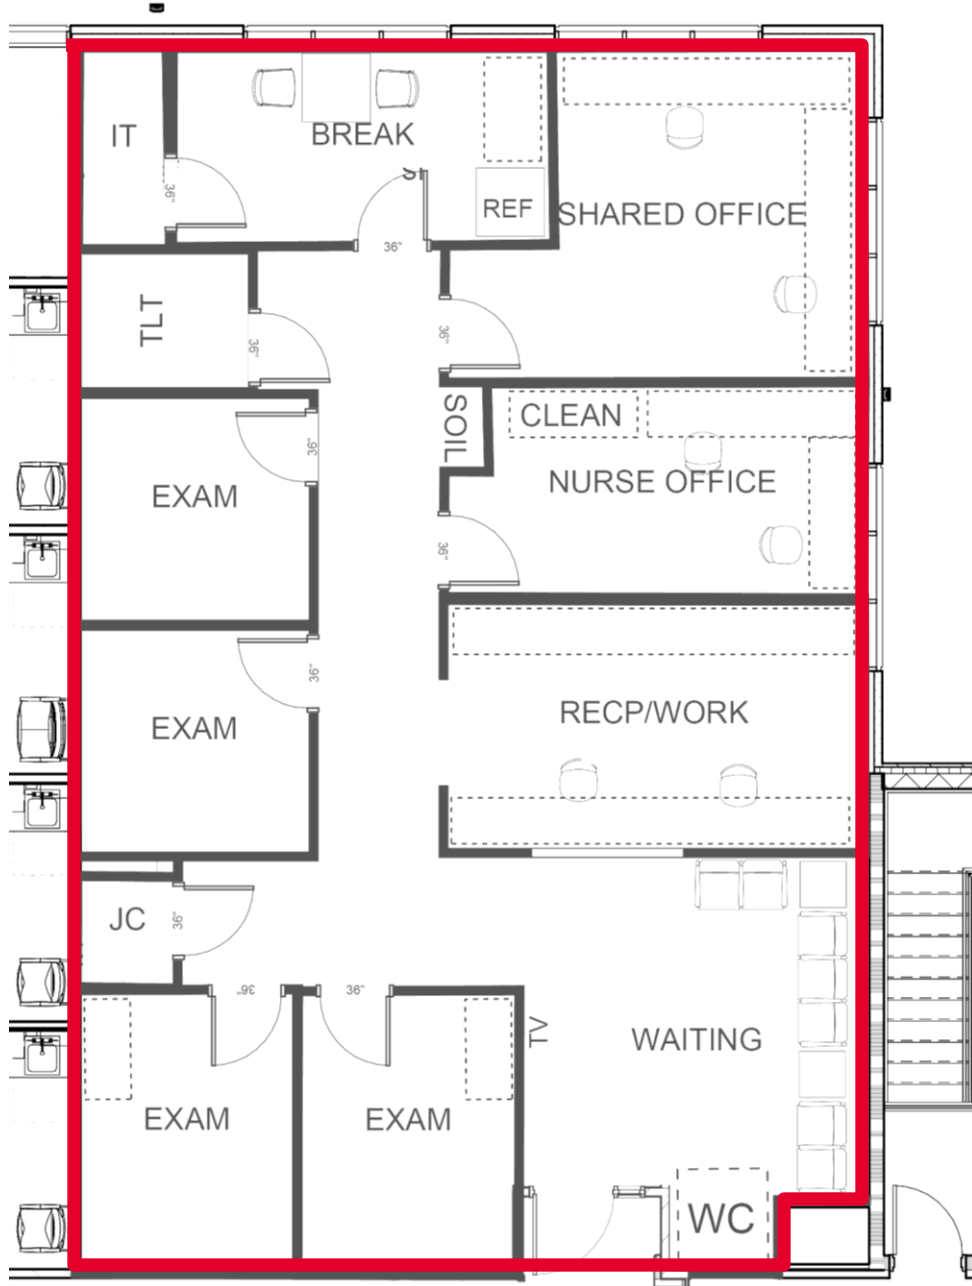 IT
BREAK
36"
REF
SHARED OFFICE
36"
TLT
36"
36"
SOIL
CLEAN
36"
EXAM
NURSE OFFICE
36"
36"
EXAM
RECP/WORK
JC
36"
36"
36"
TV
WAITING
EXAM
EXAM
WC